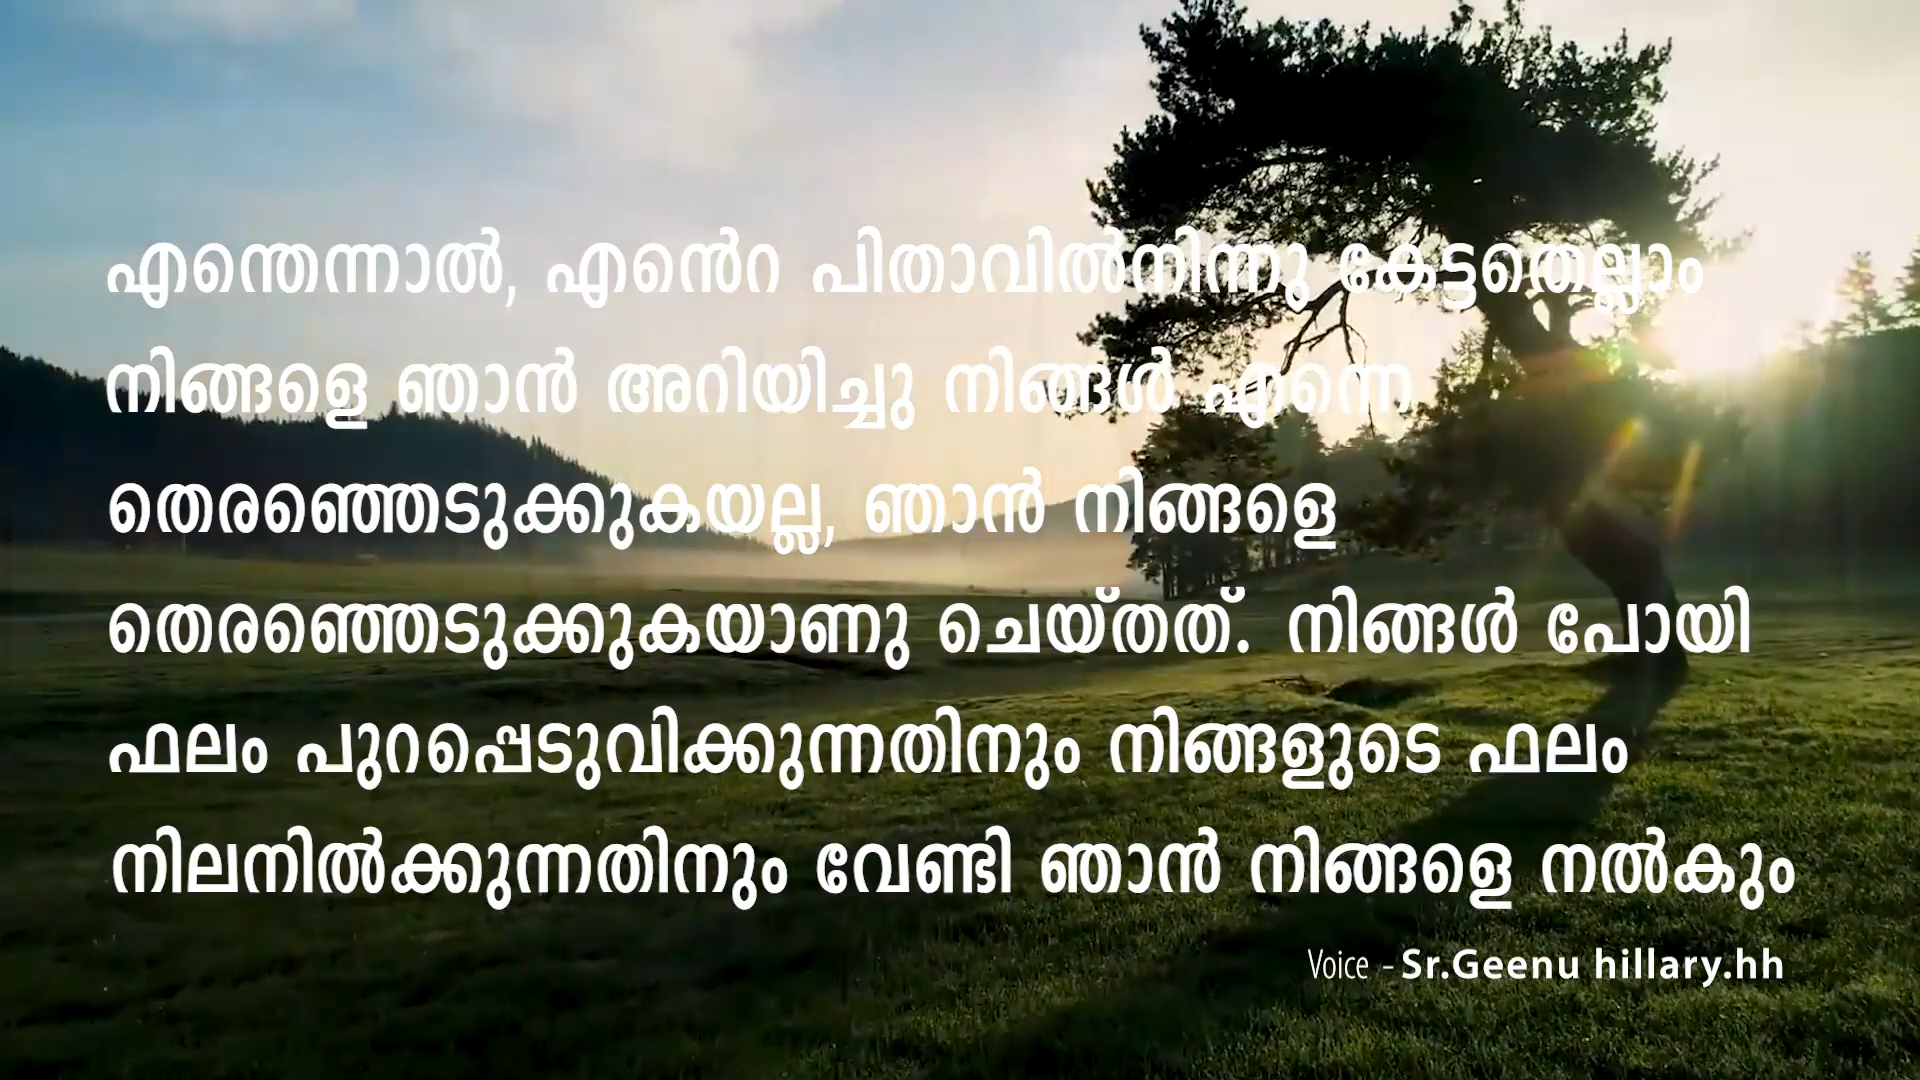 എന്തെന്നാൽ, എൻെറ പിതാവിൽനിന്നു കേട്ടതെല്ലാം
നിങ്ങളെ ഞാൻ അറിയിച്ചു നിങ്ങൾ എന്നെ
തെരഞ്ഞെടുക്കുകയല്ല, ഞാൻ നിങ്ങളെ
തെരഞ്ഞെടുക്കുകയാണു ചെയ്തത്. നിങ്ങൾ പോയി
ഫലം പുറപ്പെടുവിക്കുന്നതിനും നിങ്ങളുടെ ഫലം
നിലനിൽക്കുന്നതിനും വേണ്ടി ഞാൻ നിങ്ങളെ നൽകും
Voice - Sr.Geenu hillary.hh